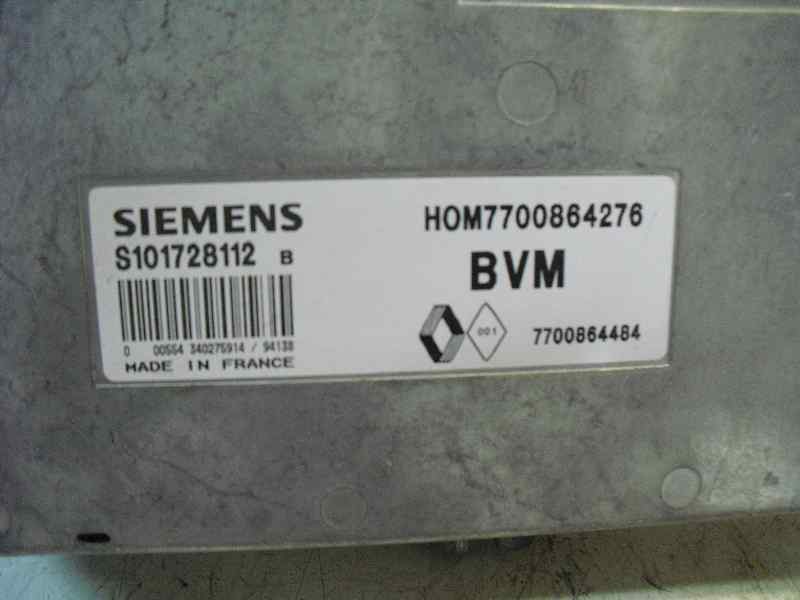 SIEMENS
S101728112 B
0 00554 340275914 / 94138
MADE IN FRANCE
HOM7700864276
BVM
001
7700864484